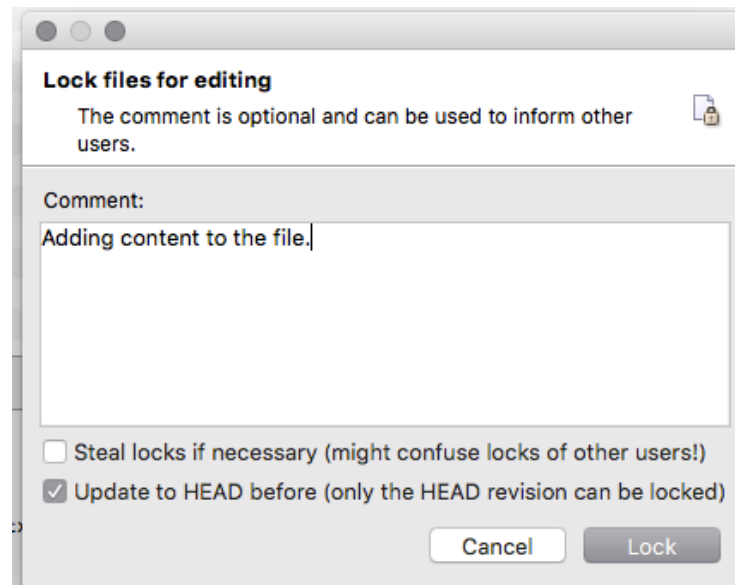 Lock files for editing
The comment is optional and can be used to inform other
users.
Comment:
Adding content to the file.
Steal locks if necessary (might confuse locks of other users!)
Update to HEAD before (only the HEAD revision can be locked)
Cancel Lock